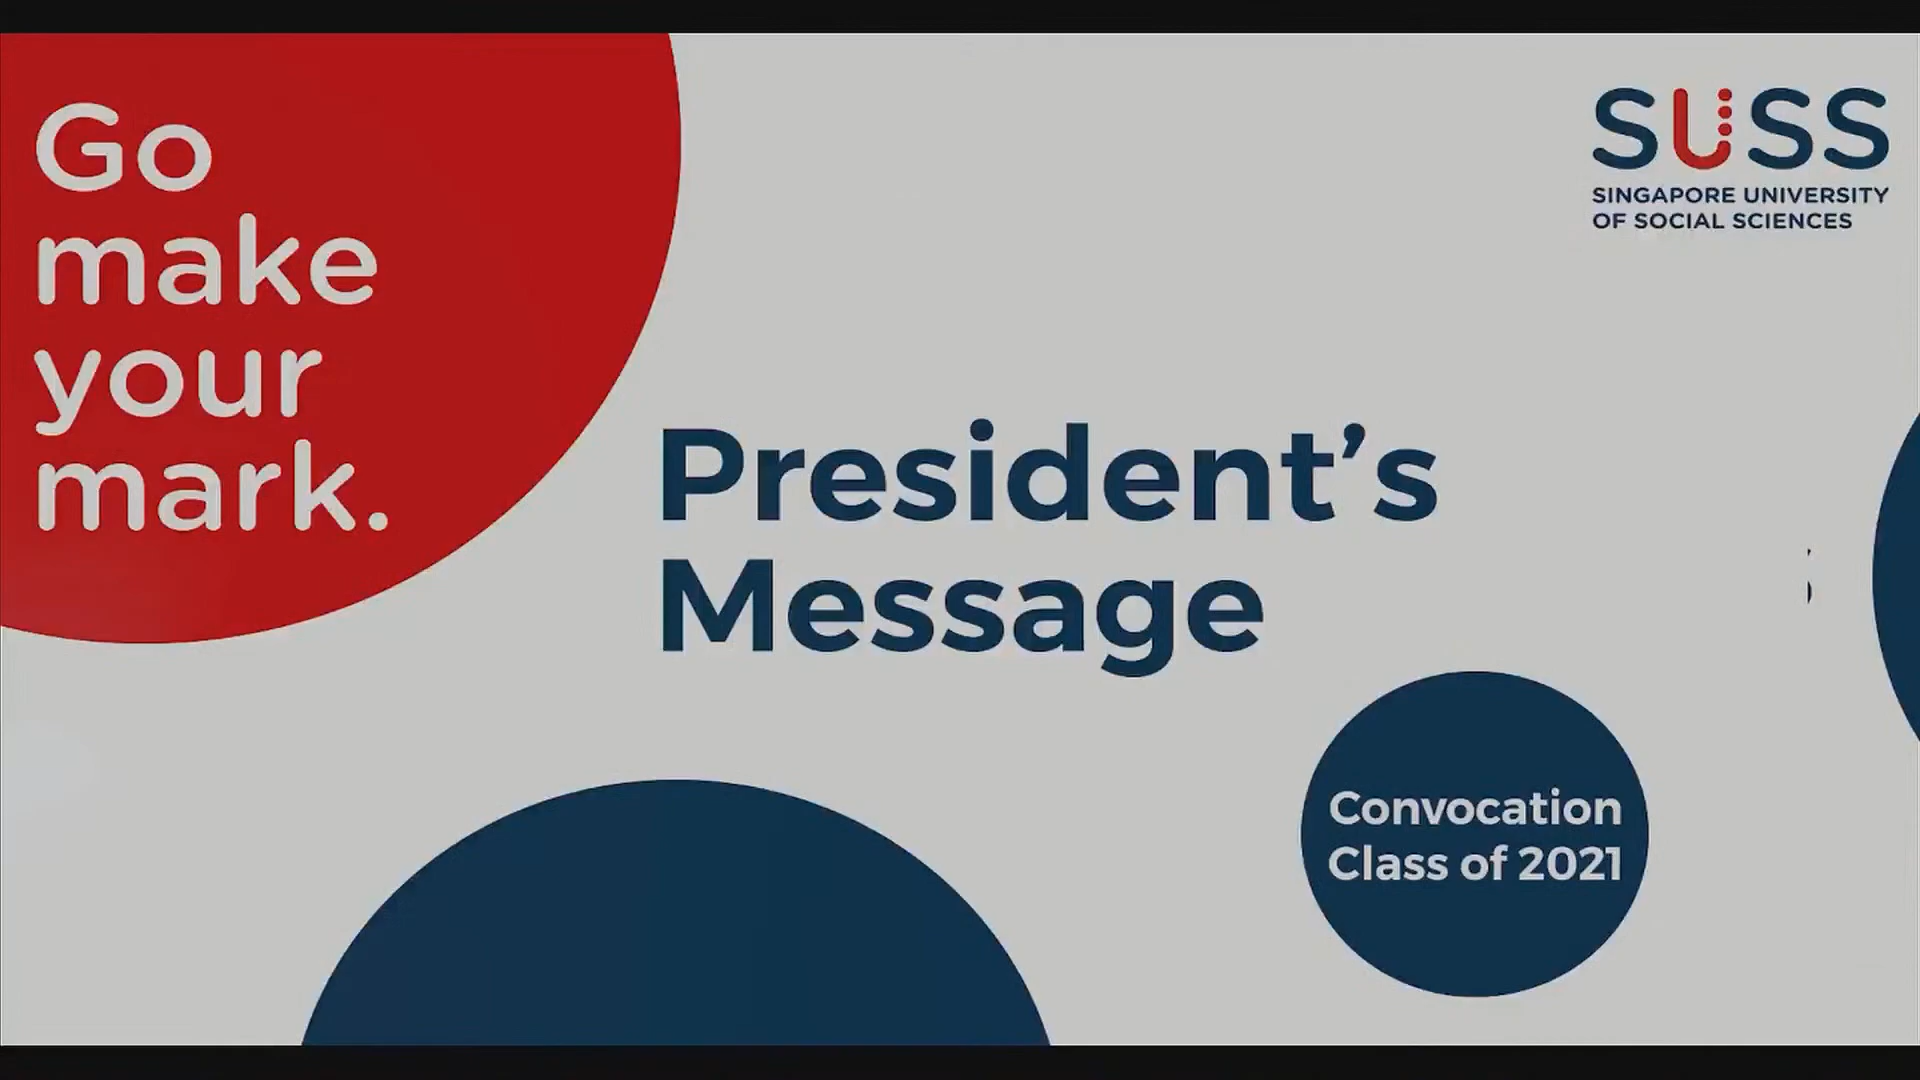 Go
make
your
mark.
SUSS
SINGAPORE UNIVERSITY
OF SOCIAL SCIENCES
President’s
Message
Convocation
Class of 2021